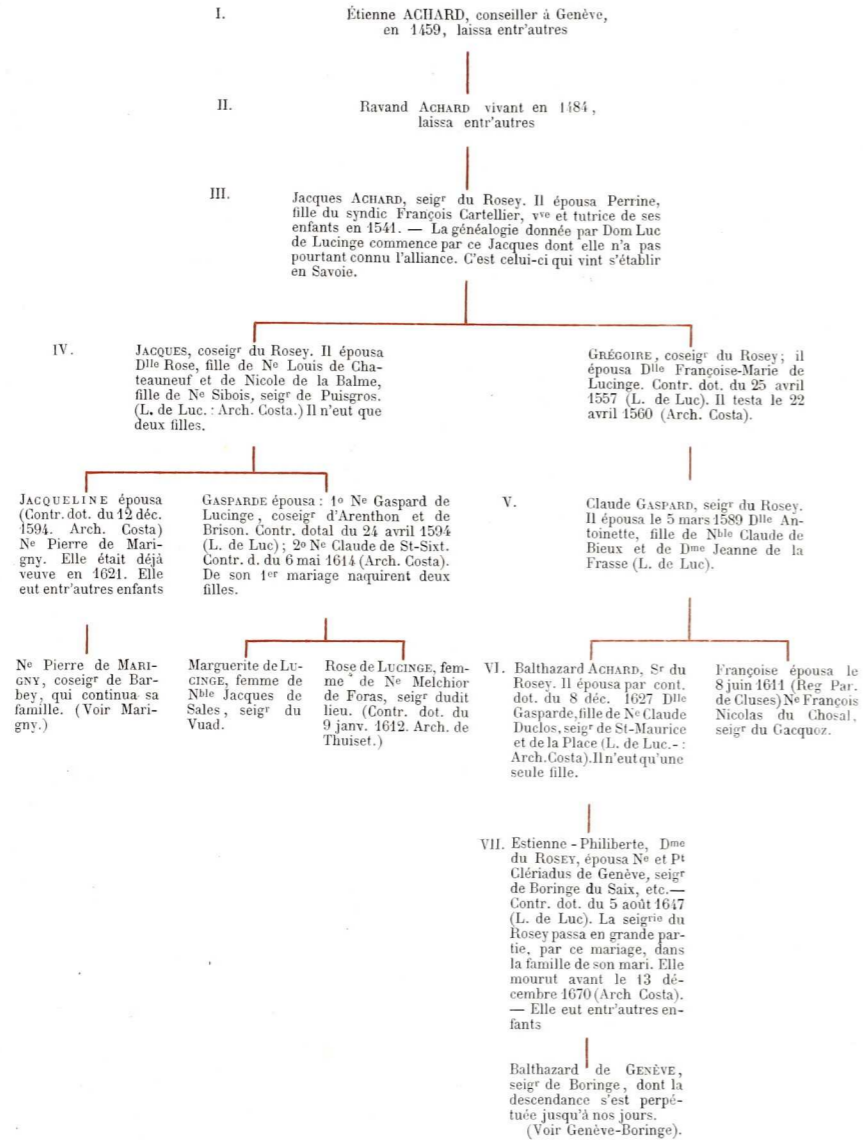 I.
Étienne ACHARD, conseiller à Genève,
en 1459, laissa entr'autres
II.
Ravand ACHARD vivant en 1484,
laissa entr'autres
III.
Jacques ACHARD, seigr du Rosey. Il épousa Perrine,
fille du syndic François Cartellier, vve et tutrice de ses
enfants en 1541. — La généalogie donnée par Dom Luc
de Lucinge commence par ce Jacques dont elle n'a pas
pourtant connu l'alliance. C'est celui-ci qui vint s'établir
en Savoie.
IV.
JACQUES, coseigr du Rosey. Il épousa
Dlle Rose, fille de Ne Louis de Cha-
teauneuf et de Nicole de la Balme,
fille de Ne Sibois, seigr de Puisgros.
(L. de Luc. : Arch. Costa.) Il n'eut que
deux filles.
GRÉGOIRE, coseigr du Rosey; il
épousa Dlle Françoise-Marie de
Lucinge. Contr. dot. du 25 avril
1557 (L. de Luc). Il testa le 22
avril 1560 (Arch. Costa).
JACQUELINE épousa
(Contr. dot. du 12 déc.
1594. Arch. Costa)
Ne Pierre de Mari-
gny. Elle était déjà
veuve en 1621. Elle
eut entr'autres enfants
GASPARDE épousa : 1o Ne Gaspard de
Lucinge, coseigr d'Arenthon et de
Brison. Contr. dotal du 24 avril 1594
(L. de Luc) ; 2o Ne Claude de St-Sixt.
Contr. d. du 6 mai 1614 (Arch. Costa).
De son 1er mariage naquirent deux
filles.
V.
Claude GASPARD, seigr du Rosey.
Il épousa le 5 mars 1589 Dlle An-
toinette, fille de Nble Claude de
Bieux et de Dme Jeanne de la
Frasse (L. de Luc).
Ne Pierre de MARI-
GNY, coseigr de Bar-
bey, qui continua sa
famille. (Voir Mari-
gny.)
Marguerite de LU-
CINGE, femme de
Nble Jacques de
Sales, seigr du
Vuad.
Rose de LUCINGE, fem-
me de Ne Melchior
de Foras, seigr dudit
lieu. (Contr. dot. du
9 janv. 1612. Arch. de
Thuiset.)
VI.
Balthazard ACHARD, Sr du
Rosey. Il épousa par cont.
dot. du 8 déc. 1627 Dlle
Gasparde, fille de Ne Claude
Duclos, seigr de St-Maurice
et de la Place (L. de Luc.- :
Arch. Costa). Il n'eut qu'une
seule fille.
Françoise épousa le
8 juin 1611 (Reg Par.
de Cluses) Ne François
Nicolas du Chosal,
seigr du Gacquoz.
VII.
Estienne - Philiberte, Dme
du ROSEY, épousa Ne et Pt
Clériadus de Genève, seigr
de Boringe du Saix, etc.—
Contr. dot. du 5 août 1647
(L. de Luc). La seigrie du
Rosey passa en grande par-
tie, par ce mariage, dans
la famille de son mari. Elle
mourut avant le 13 dé-
cembre 1670 (Arch Costa).
— Elle eut entr'autres en-
fants
Balthazard de GENÈVE,
seigr de Boringe, dont la
descendance s'est perpé-
tuée jusqu'à nos jours.
(Voir Genève-Boringe).